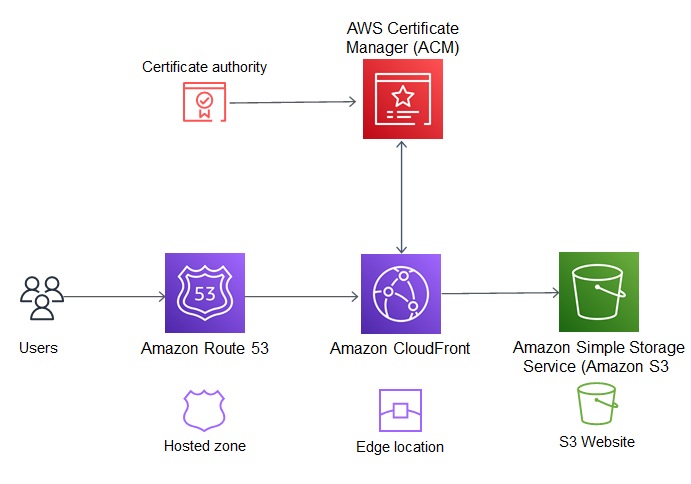 AWS Certificate
Manager (ACM)
Certificate authority
53
Users
Amazon Route 53
Amazon CloudFront
Amazon Simple Storage
Service (Amazon S3
Hosted zone
Edge location
S3 Website